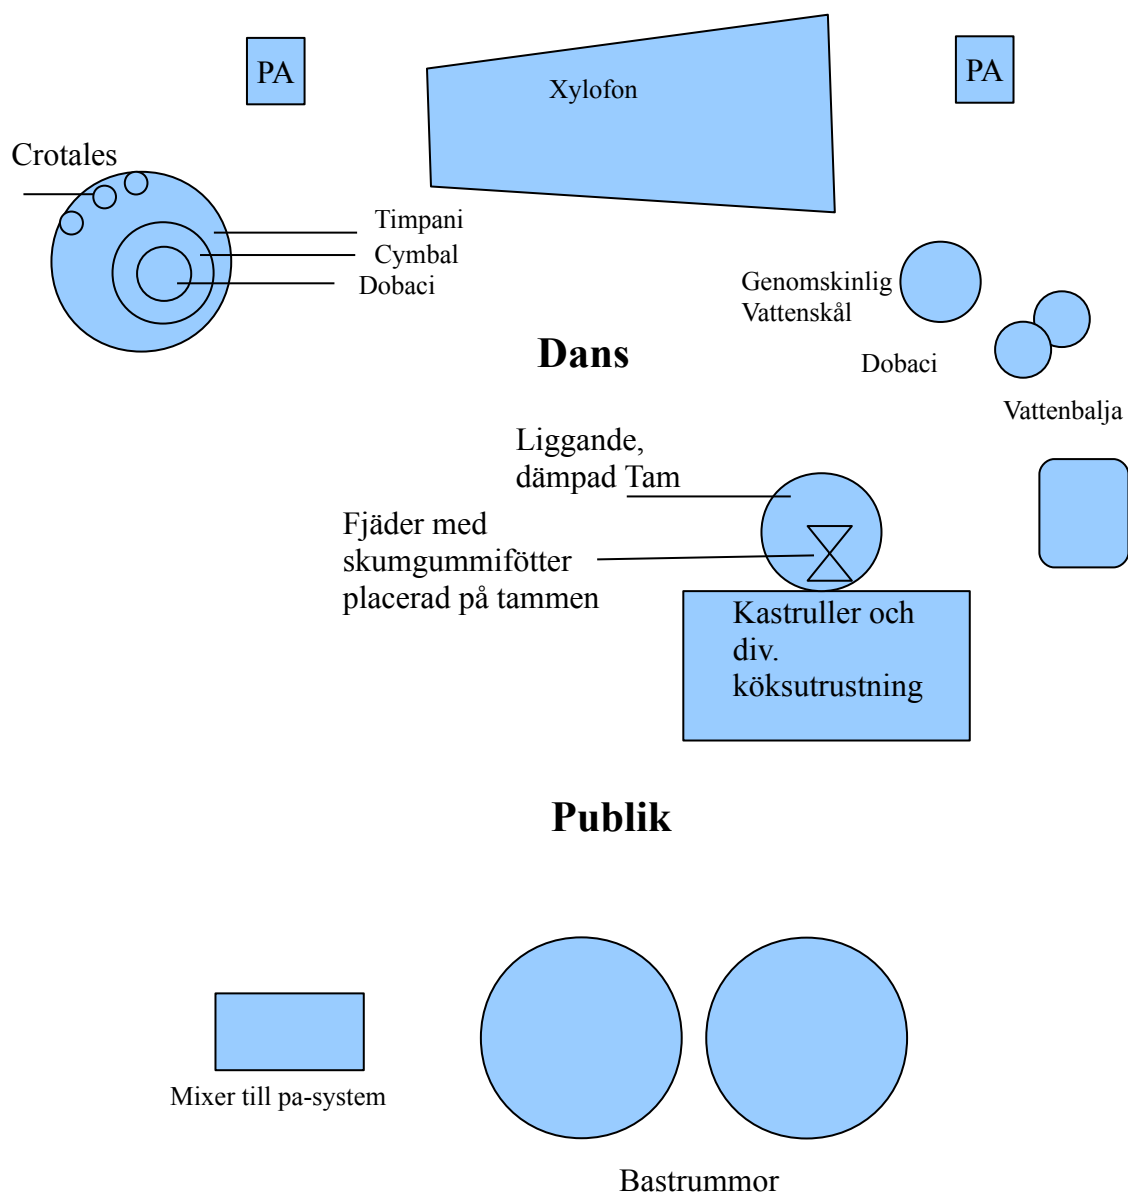 PA
Xylofon
PA
Crotales
Timpani
Cymbal
Dobaci
Genomskinlig
Vattenskål
Dans
Dobaci
Vattenbalja
Liggande,
dämpad Tam
Fjäder med
skumgummifötter
placerad på tammen
Kastruller och
div.
köksutrustning
Publik
Mixer till pa-system
Bastrummor